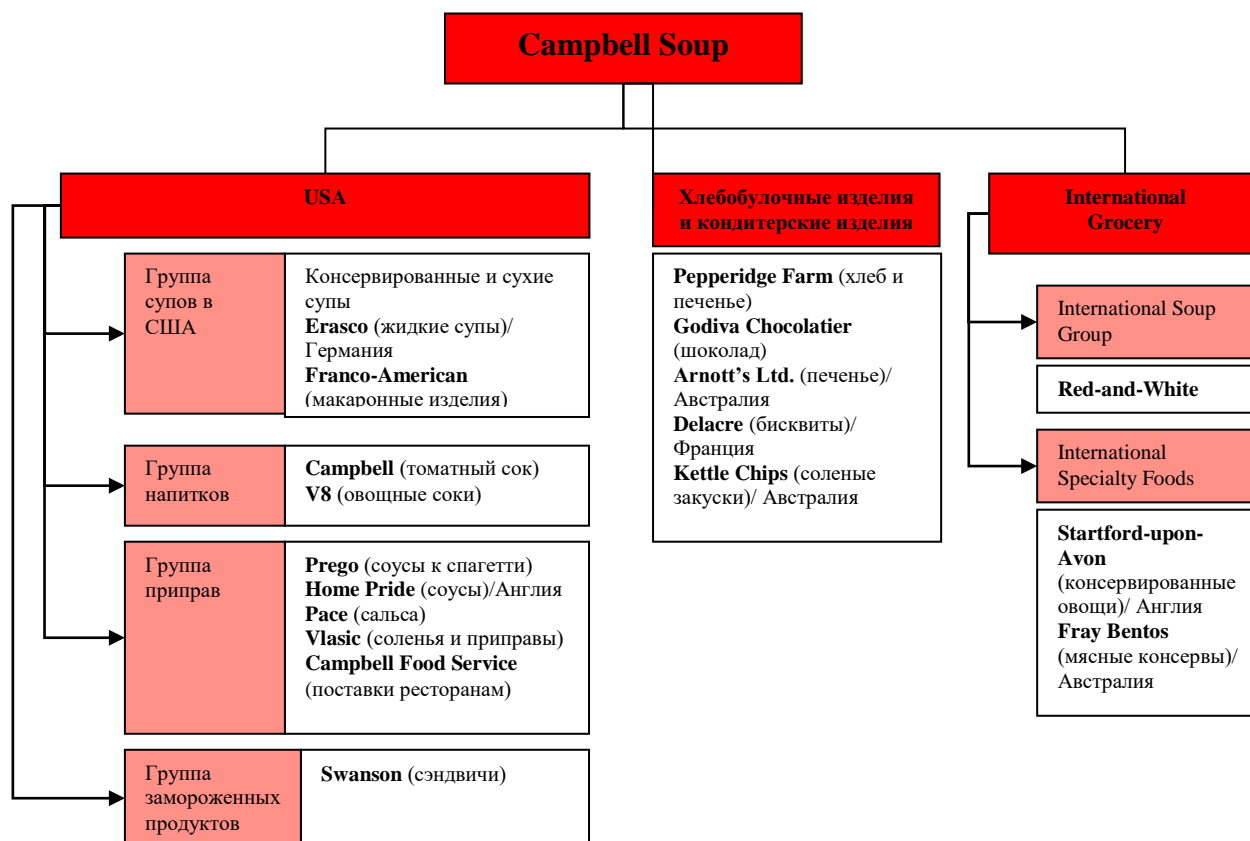 Campbell Soup
USA
Группа
супов в
США
Консервированные и сухие
супы
Erasco (жидкие супы)/
Германия
Franco-American
(макаронные изделия)
Группа
напитков
Campbell (томатный сок)
V8 (овощные соки)
Группа
приправ
Prego (соусы к спагетти)
Home Pride (соусы)/Англия
Pace (сальса)
Vlasic (соленья и приправы)
Campbell Food Service
(поставки ресторанам)
Группа
замороженных
продуктов
Swanson (сэндвичи)
Хлебобулочные изделия
и кондитерские изделия
Pepperidge Farm (хлеб и
печенье)
Godiva Chocolatier
(шоколад)
Arnott’s Ltd. (печенье)/
Австралия
Delacre (бисквиты)/
Франция
Kettle Chips (соленые
закуски)/ Австралия
International
Grocery
International Soup
Group
Red-and-White
International
Specialty Foods
Startford-upon-
Avon
(консервированные
овощи)/ Англия
Fray Bentos
(мясные консервы)/
Австралия